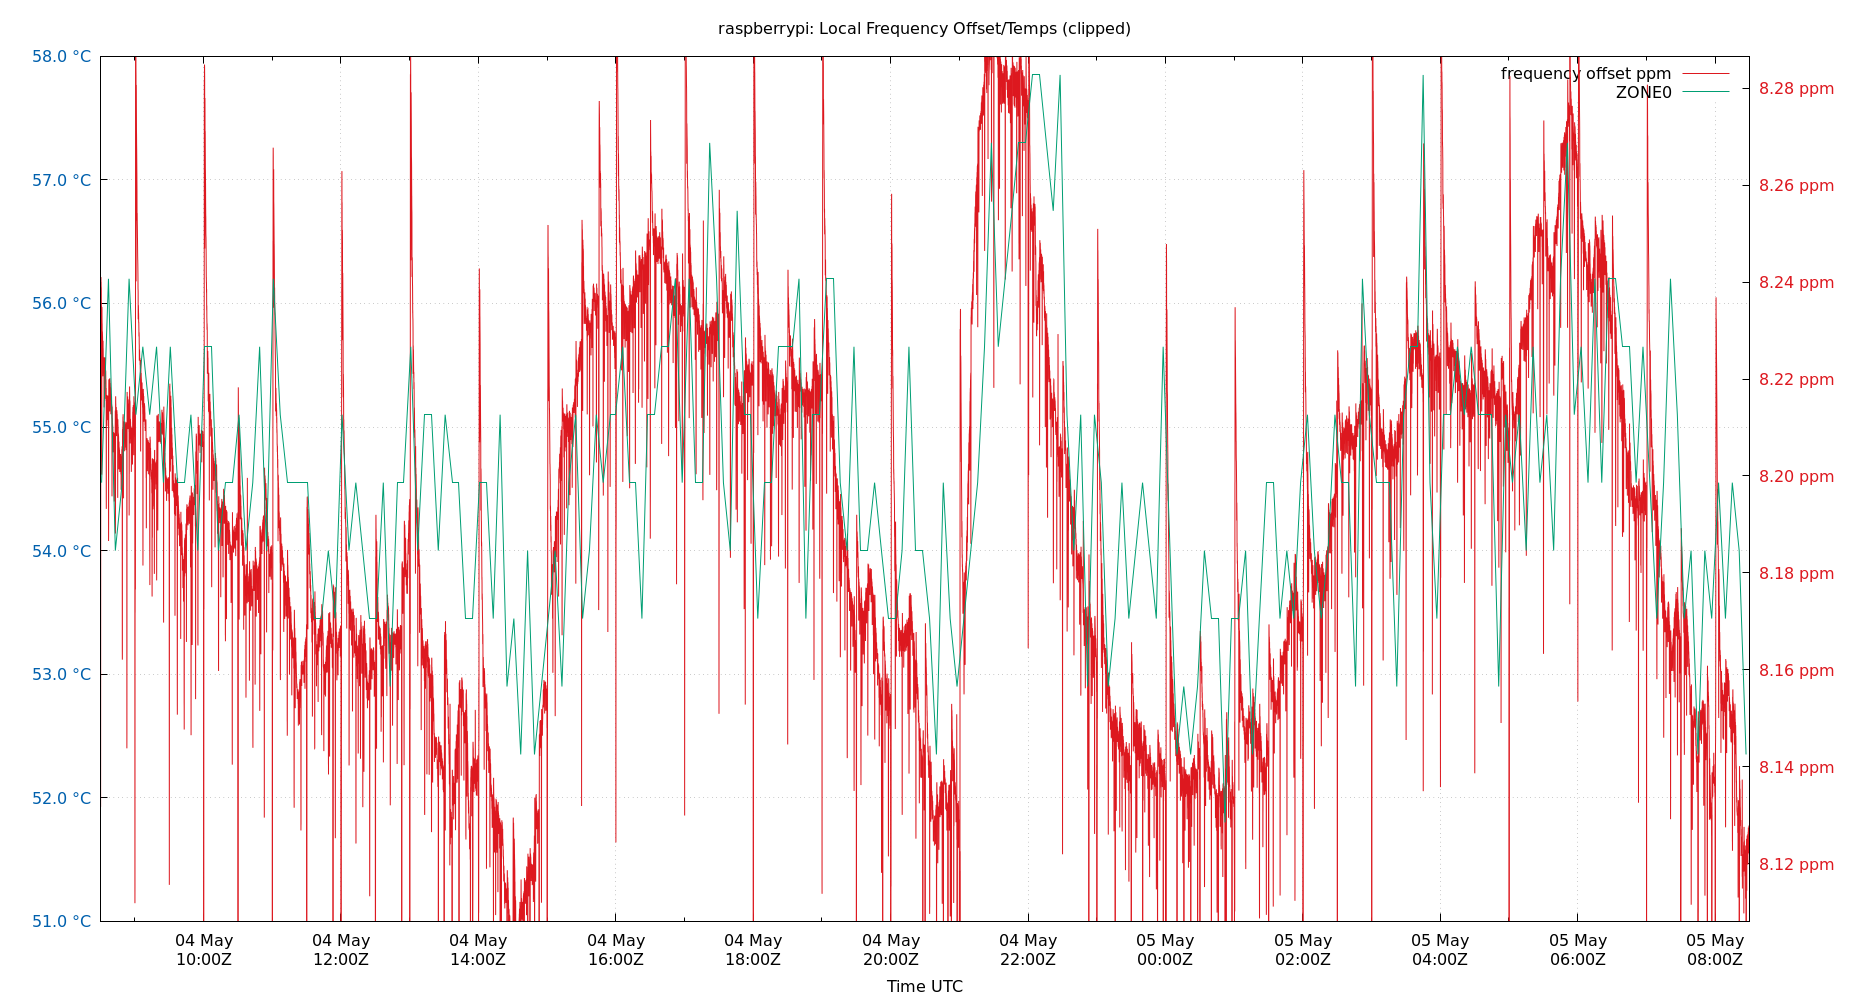 raspberrypi: Local Frequency Offset/Temps (clipped)
58.0 °C
57.0 °C
56.0 °C
55.0 °C
54.0 °C
53.0 °C
52.0 °C
51.0 °C
frequency offset ppm
ZONE0
8.28 ppm
8.26 ppm
8.24 ppm
8.22 ppm
8.20 ppm
8.18 ppm
8.16 ppm
8.14 ppm
8.12 ppm
04 May
10:00Z
04 May
12:00Z
04 May
14:00Z
04 May
16:00Z
04 May
18:00Z
04 May
20:00Z
04 May
22:00Z
05 May
00:00Z
05 May
02:00Z
05 May
04:00Z
05 May
06:00Z
05 May
08:00Z
Time UTC